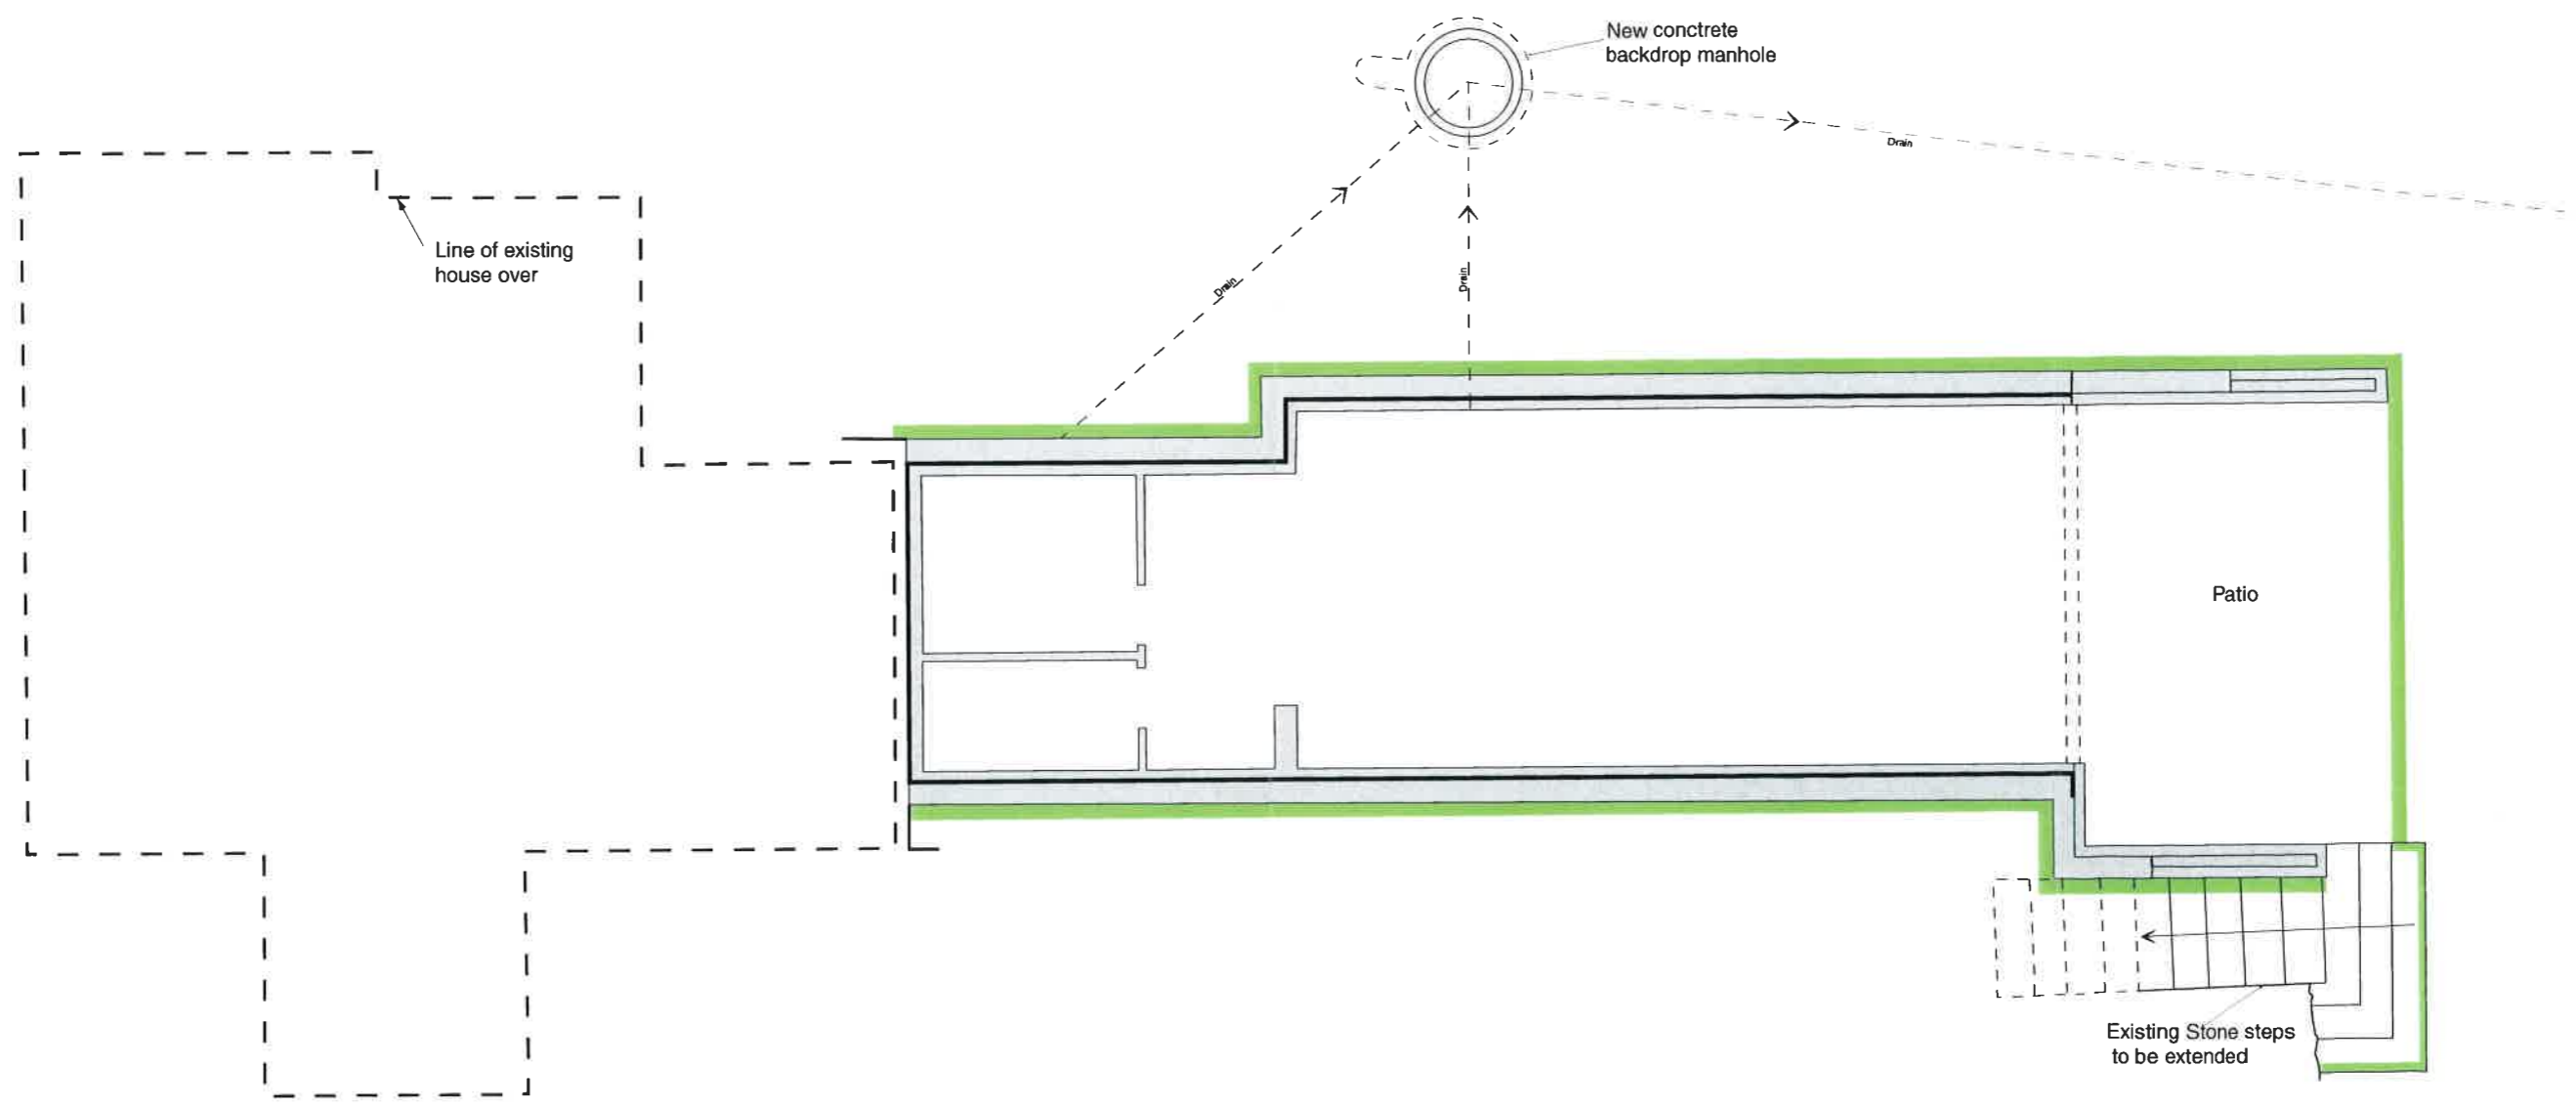 New conctrete
backdrop manhole
Drain
Line of existing
house over
Drain
Drain
Patio
Existing Stone steps
to be extended